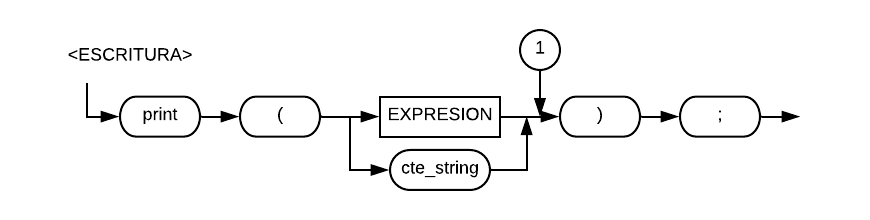 1
<ESCRITURA>
print ( EXPRESION ) ;
cte_string